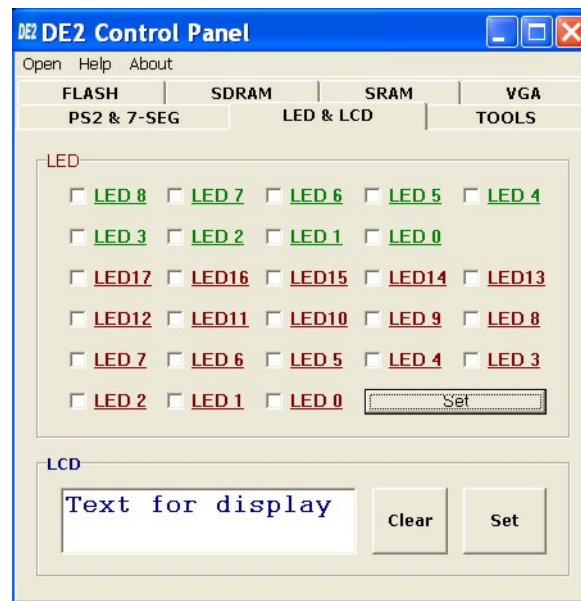 DE2 DE2 Control Panel
Open Help About
FLASH SDRAM SRAM VGA
PS2 & 7-SEG LED & LCD TOOLS
LED
LED 8 LED 7 LED 6 LED 5 LED 4
LED 3 LED 2 LED 1 LED 0
LED17 LED16 LED15 LED14 LED13
LED12 LED11 LED10 LED 9 LED 8
LED 7 LED 6 LED 5 LED 4 LED 3
LED 2 LED 1 LED 0 Set
LCD
Text for display
Clear Set